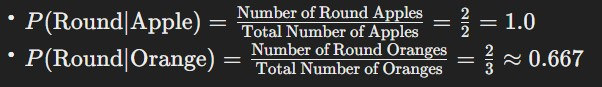 • P(Round|Apple) = Number of Round Apples / Total Number of Apples = 2/2 = 1.0
• P(Round|Orange) = Number of Round Oranges / Total Number of Oranges = 2/3 ≈ 0.667